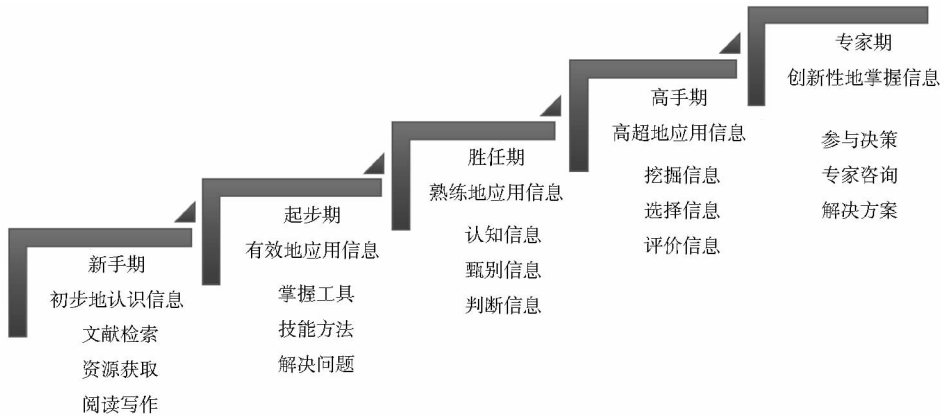 新手期
初步地认识信息
文献检索
资源获取
阅读写作
起步期
有效地应用信息
掌握工具
技能方法
解决问题
胜任期
熟练地应用信息
认知信息
甄别信息
判断信息
高手期
高超地应用信息
挖掘信息
选择信息
评价信息
专家期
创新性地掌握信息
参与决策
专家咨询
解决方案